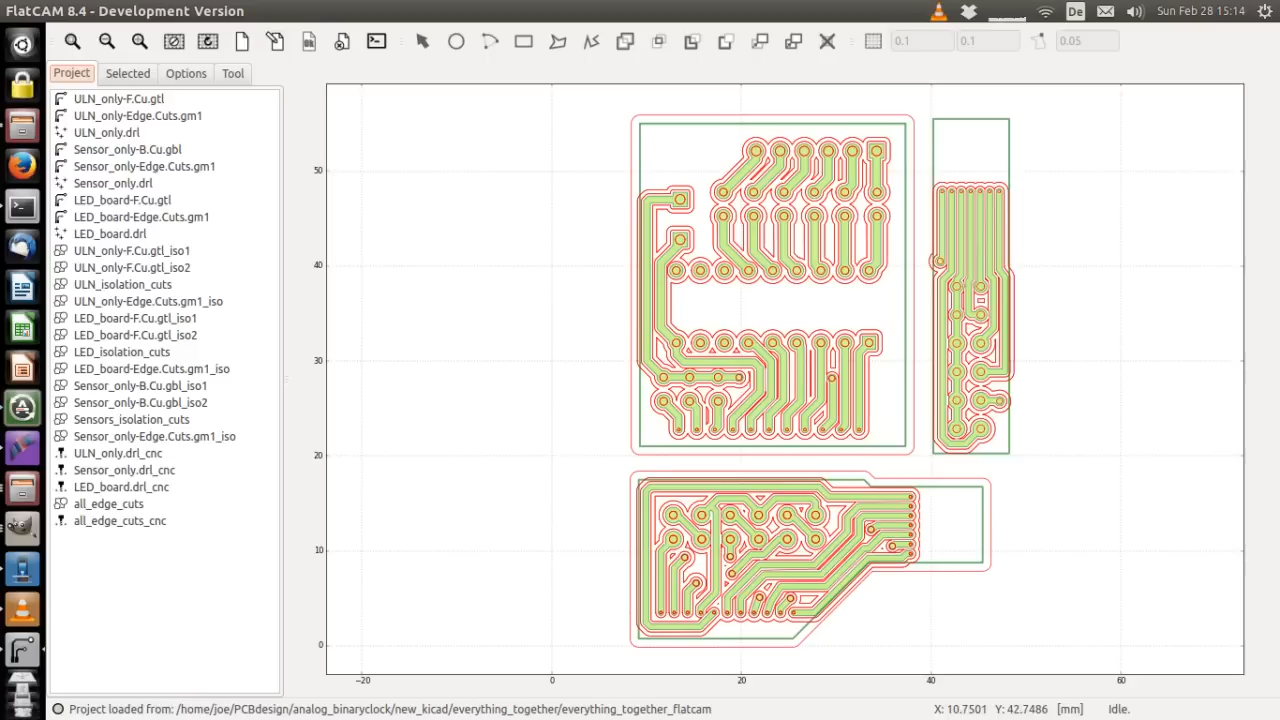 FlatCAM 8.4 - Development Version
De
Sun Feb 28 15:14
0.1
0.1
0.05
Project
Selected
Options
Tool
ULN_only-F.Cu.gtl
ULN_only-Edge.Cuts.gm1
ULN_only.drl
Sensor_only-B.Cu.gbl
Sensor_only-Edge.Cuts.gm1
Sensor_only.drl
LED_board-F.Cu.gtl
LED_board-Edge.Cuts.gm1
LED_board.drl
ULN_only-F.Cu.gtl_iso1
ULN_only-F.Cu.gtl_iso2
ULN_isolation_cuts
ULN_only-Edge.Cuts.gm1_iso
LED_board-F.Cu.gtl_iso1
LED_board-F.Cu.gtl_iso2
LED_isolation_cuts
LED_board-Edge.Cuts.gm1_iso
Sensor_only-B.Cu.gbl_iso1
Sensor_only-B.Cu.gbl_iso2
Sensors_isolation_cuts
Sensor_only-Edge.Cuts.gm1_iso
ULN_only.drl_cnc
Sensor_only.drl_cnc
LED_board.drl_cnc
all_edge_cuts
all_edge_cuts_cnc
50
40
30
20
10
0
−20
0
20
40
60
Project loaded from: /home/joe/PCBdesign/analog_binaryclock/new_kicad/everything_together/everything_together_flatcam
X: 10.7501 Y: 42.7486 [mm]
Idle.